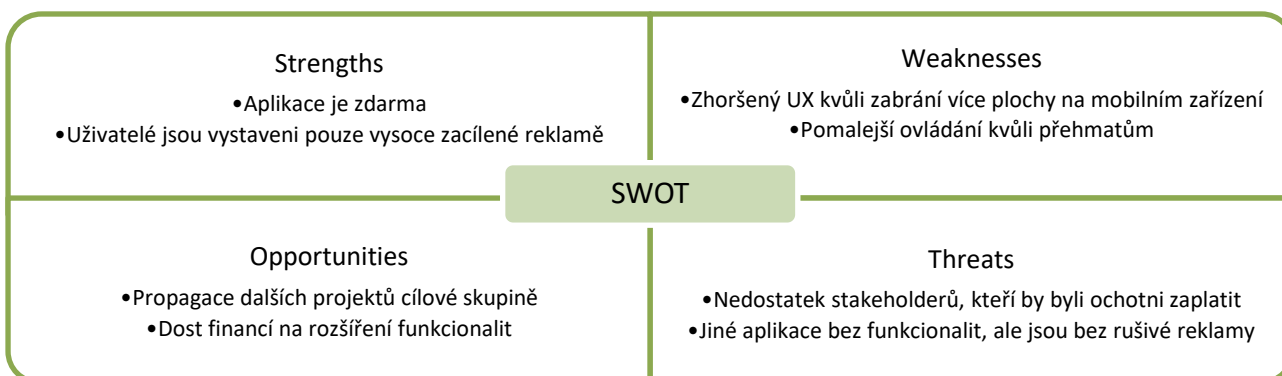 Strengths
•Aplikace je zdarma
•Uživatelé jsou vystaveni pouze vysoce zacílené reklamě
Weaknesses
•Zhoršený UX kvůli zabrání více plochy na mobilním zařízení
•Pomalejší ovládání kvůli přehmatům
SWOT
Opportunities
•Propagace dalších projektů cílové skupině
•Dost financí na rozšíření funkcionalit
Threats
•Nedostatek stakeholderů, kteří by byli ochotni zaplatit
•Jiné aplikace bez funkcionalit, ale jsou bez rušivé reklamy